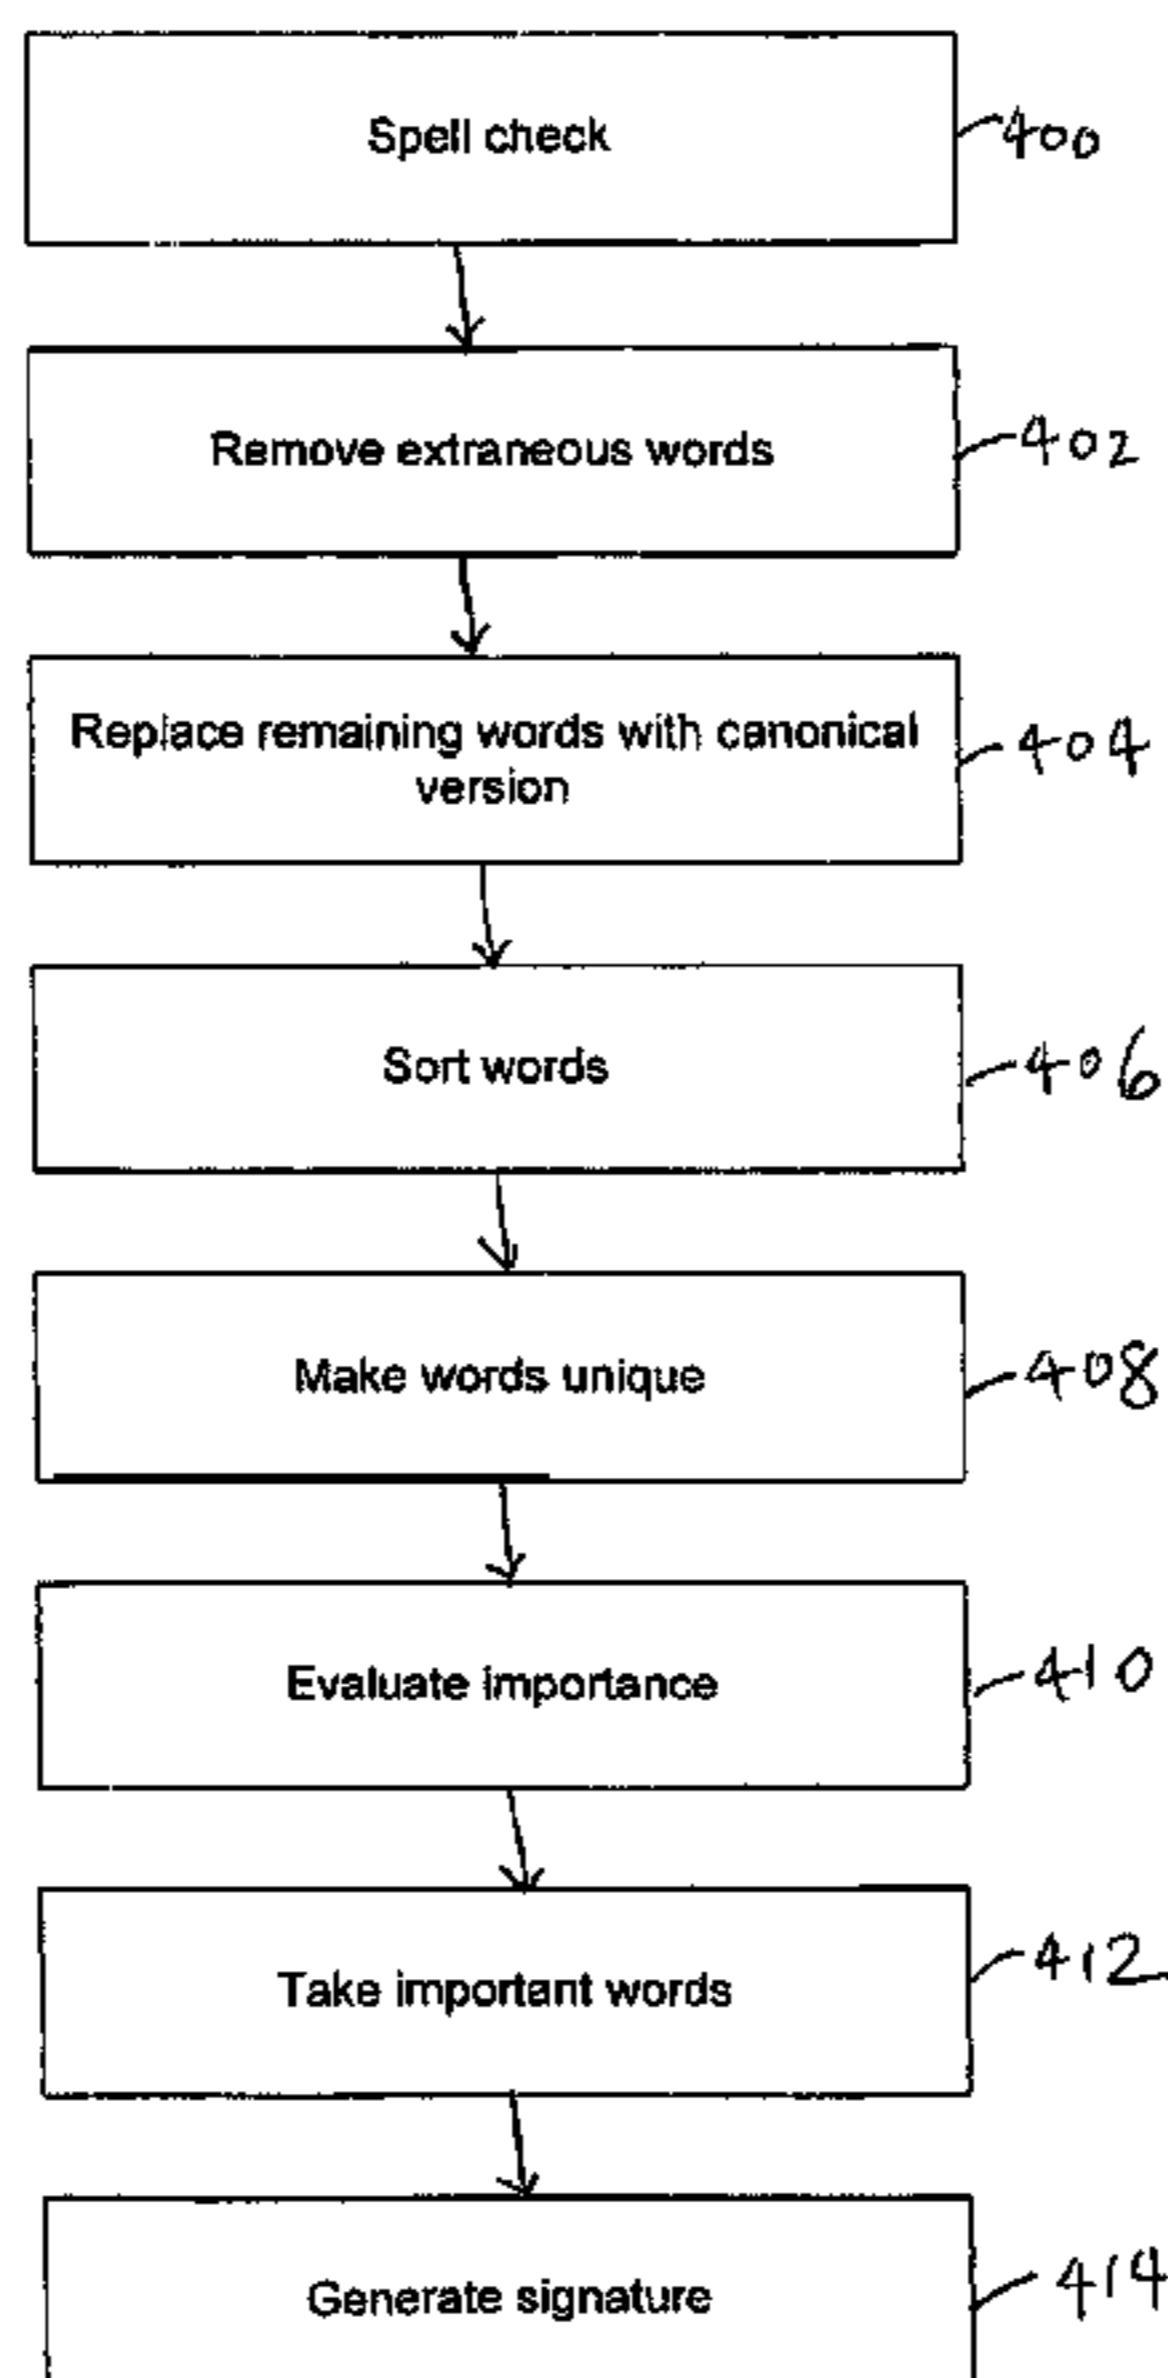 Spell check
400
Remove extraneous words
402
Replace remaining words with canonical
version
404
Sort words
406
Make words unique
408
Evaluate importance
410
Take important words
412
Generate signature
414